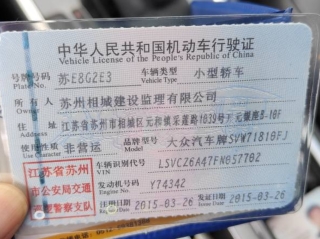 中华人民共和国机动车行驶证
Vehicle License of the People's Republic of China
号牌号码 苏E8G2E3 车辆类型 小型轿车
Plate No. Vehicle Type
所有人 苏州相城建设监理有限公司
Owner
住址 江苏省苏州市相城区元和镇采莲路1039号
Address
使用性质 非营运 品牌型号 大众汽车牌SVW71810FJ
Use Character Model
江苏省苏州市公安局交通巡逻警察支队
车辆识别代号 LSVCZ6A47FN057702
VIN
发动机号码 Y74342
Engine No.
注册日期 2015-03-26 发证日期 2015-03-26